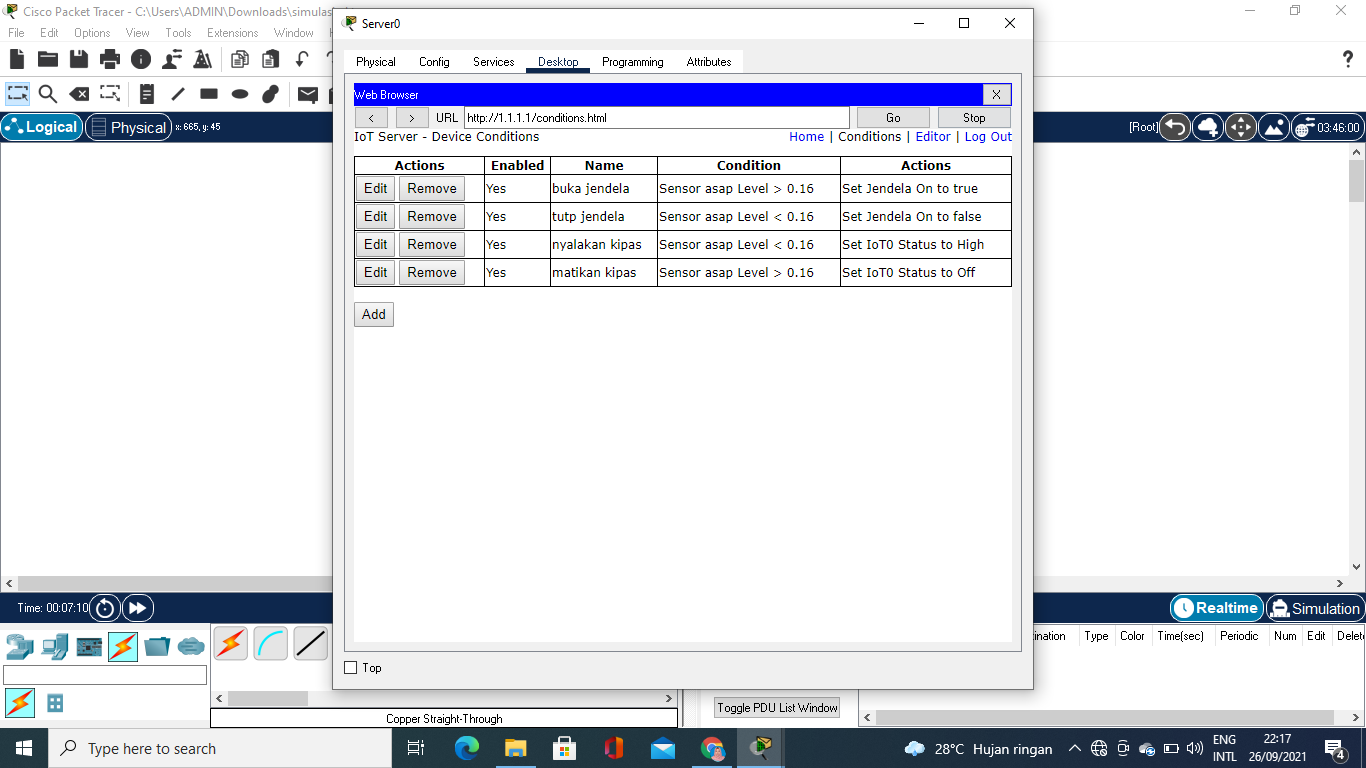 Cisco Packet Tracer - C:\Users\ADMIN\Downloads\simulas
File Edit Options View Tools Extensions Window
Server0
Physical Config Services Desktop Programming Attributes
Web Browser X
< > URL http://1.1.1.1/conditions.html Go Stop
IoT Server - Device Conditions Home | Conditions | Editor | Log Out
Actions Enabled Name Condition Actions
Edit Remove Yes buka jendela Sensor asap Level > 0.16 Set Jendela On to true
Edit Remove Yes tutp jendela Sensor asap Level < 0.16 Set Jendela On to false
Edit Remove Yes nyalakan kipas Sensor asap Level < 0.16 Set IoT0 Status to High
Edit Remove Yes matikan kipas Sensor asap Level > 0.16 Set IoT0 Status to Off
Add
Top
Logical Physical x: 665, y: 45
[Root] 03:46:00
Time: 00:07:10
Realtime Simulation
ination Type Color Time(sec) Periodic Num Edit Delet
Toggle PDU List Window
Copper Straight-Through
Type here to search
28°C Hujan ringan
ENG
INTL
22:17
26/09/2021
4